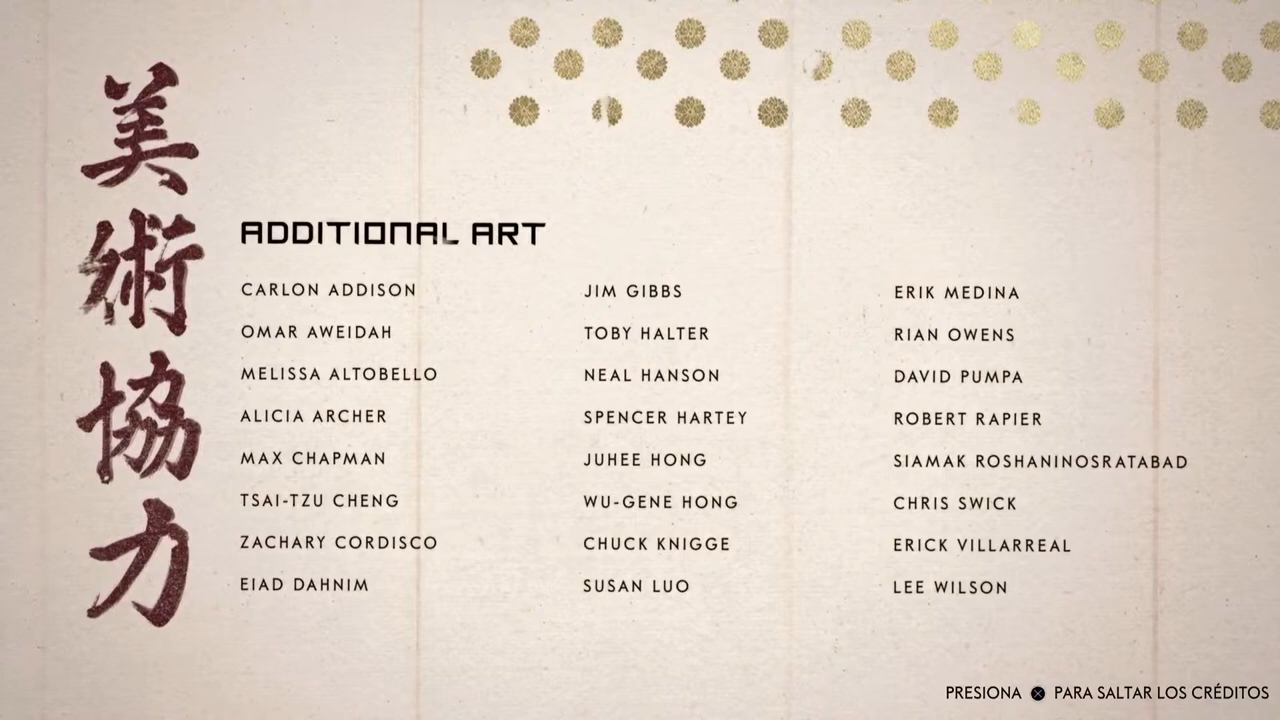 美術協力
ADDITIONAL ART
CARLON ADDISON
OMAR AWEIDAH
MELISSA ALTOBELLO
ALICIA ARCHER
MAX CHAPMAN
TSAI-TZU CHENG
ZACHARY CORDISCO
EIAD DAHNIM
JIM GIBBS
TOBY HALTER
NEAL HANSON
SPENCER HARTEY
JUHEE HONG
WU-GENE HONG
CHUCK KNIGGE
SUSAN LUO
ERIK MEDINA
RIAN OWENS
DAVID PUMPA
ROBERT RAPIER
SIAMAK ROSHANINOSRATABAD
CHRIS SWICK
ERICK VILLARREAL
LEE WILSON
PRESIONA PARA SALTAR LOS CRÉDITOS